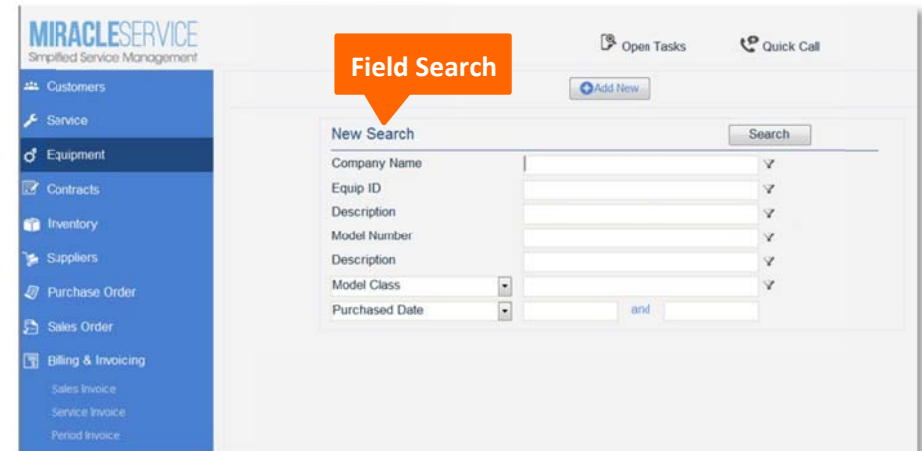 MIRACLESERVICE
Simplified Service Management
Open Tasks
Quick Call
Field Search
Add New
Customers
Service
Equipment
Contracts
Inventory
Suppliers
Purchase Order
Sales Order
Billing & Invoicing
Sales Invoice
Service Invoice
Period Invoice
New Search
Search
Company Name
Equip ID
Description
Model Number
Description
Model Class
Purchased Date
and